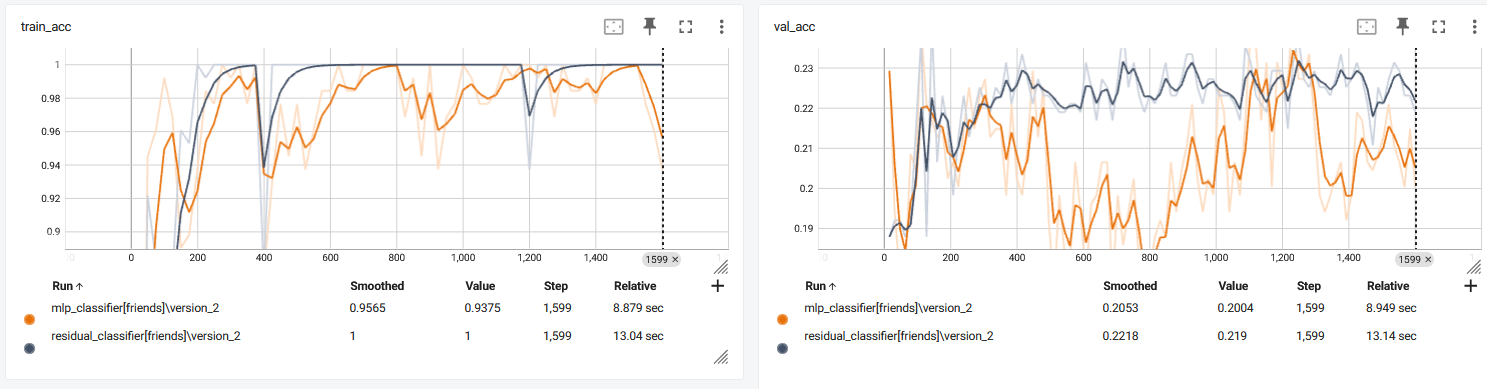 train_acc
1
0.98
0.96
0.94
0.92
0.9
0 200 400 600 800 1,000 1,200 1,400 1599
Run ↑ Smoothed Value Step Relative
mlp_classifier[friends]\version_2 0.9565 0.9375 1,599 8.879 sec
residual_classifier[friends]\version_2 1 1 1,599 13.04 sec
val_acc
0.23
0.22
0.21
0.2
0.19
0 200 400 600 800 1,000 1,200 1,400 1599
Run ↑ Smoothed Value Step Relative
mlp_classifier[friends]\version_2 0.2053 0.2004 1,599 8.949 sec
residual_classifier[friends]\version_2 0.2218 0.219 1,599 13.14 sec